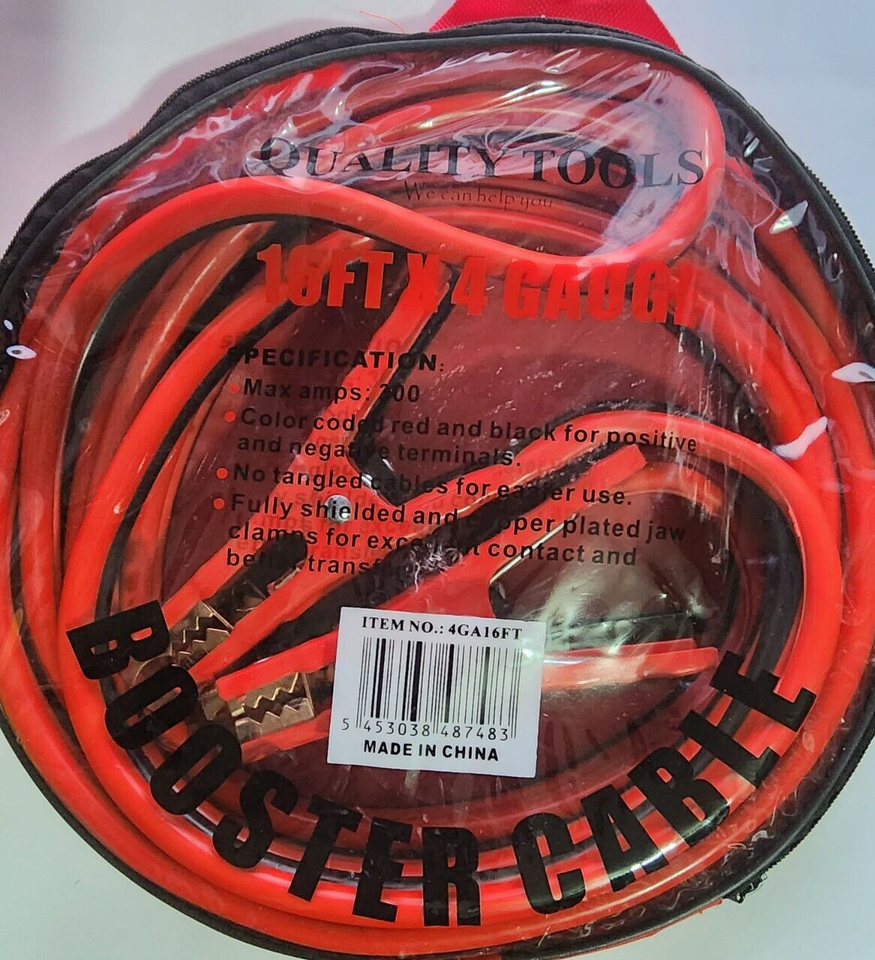 QUALITY TOOLS
We can help you
16FT X 4 GAUGE
SPECIFICATION:
• Max amps: 300
• Color coded red and black for positive
and negative terminals.
• No tangled cables for easier use.
• Fully shielded and copper plated jaw
clamps for excellent contact and
better
ITEM NO.: 4GA16FT
5 453038 487483
MADE IN CHINA
BOOSTER CABLE